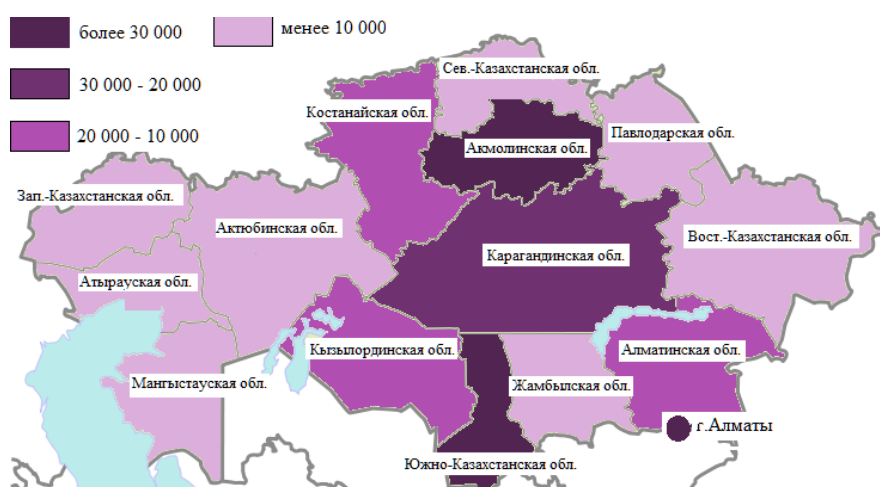 более 30 000
менее 10 000
30 000 - 20 000
20 000 - 10 000
Сев.-Казахстанская обл.
Костанайская обл.
Павлодарская обл.
Акмолинская обл.
Зап.-Казахстанская обл.
Актюбинская обл.
Вост.-Казахстанская обл.
Карагандинская обл.
Атырауская обл.
Кызылординская обл.
Алматинская обл.
Мангыстауская обл.
Жамбылская обл.
г.Алматы
Южно-Казахстанская обл.